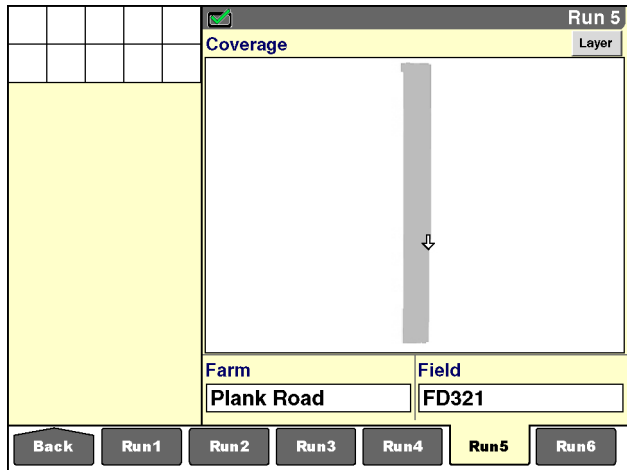 Run 5
Coverage
Layer
Farm
Field
Plank Road
FD321
Back
Run1
Run2
Run3
Run4
Run5
Run6